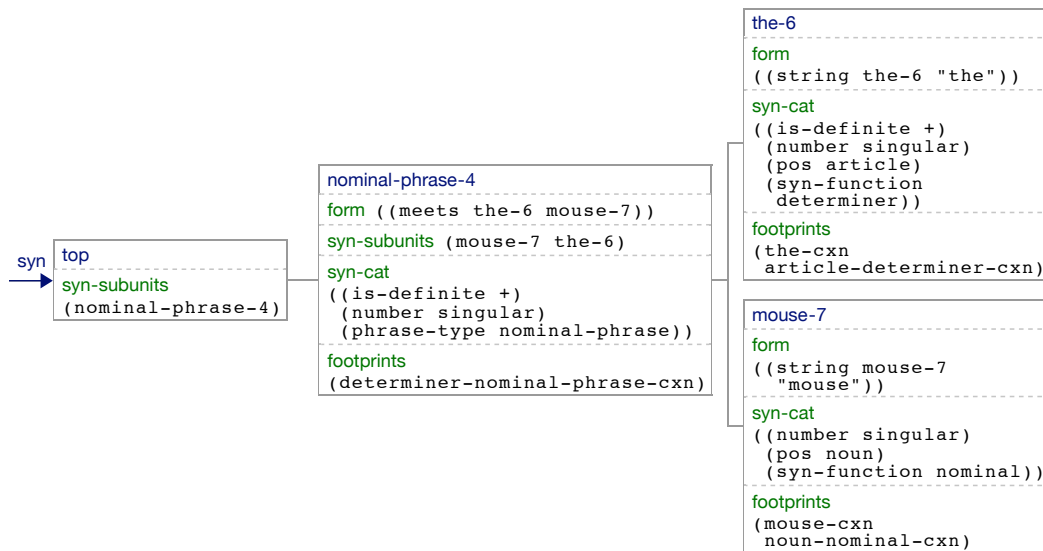 syn
top
syn-subunits
(nominal-phrase-4)
nominal-phrase-4
form ((meets the-6 mouse-7))
syn-subunits (mouse-7 the-6)
syn-cat
((is-definite +)
(number singular)
(phrase-type nominal-phrase))
footprints
(determiner-nominal-phrase-cxn)
the-6
form
((string the-6 "the"))
syn-cat
((is-definite +)
(number singular)
(pos article)
(syn-function
determiner))
footprints
(the-cxn
article-determiner-cxn)
mouse-7
form
((string mouse-7
"mouse"))
syn-cat
((number singular)
(pos noun)
(syn-function nominal))
footprints
(mouse-cxn
noun-nominal-cxn)